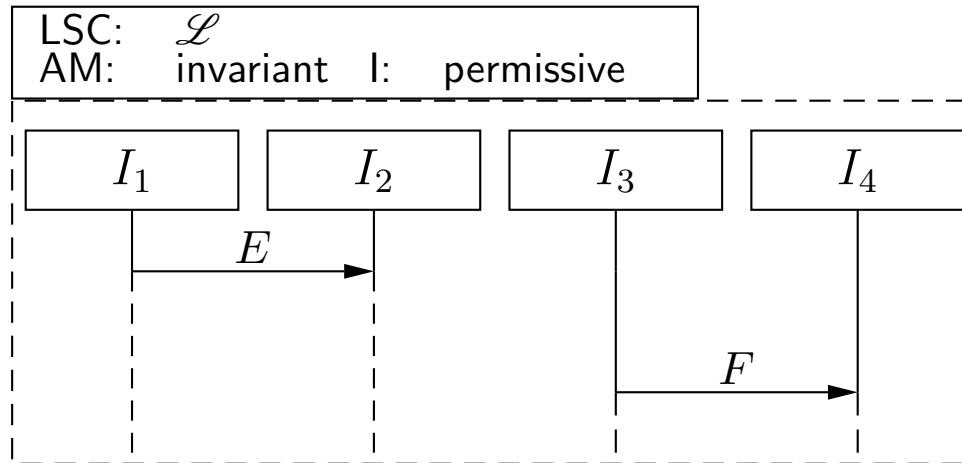 LSC: ℒ
AM: invariant I: permissive
I₁ I₂ I₃ I₄
E
F